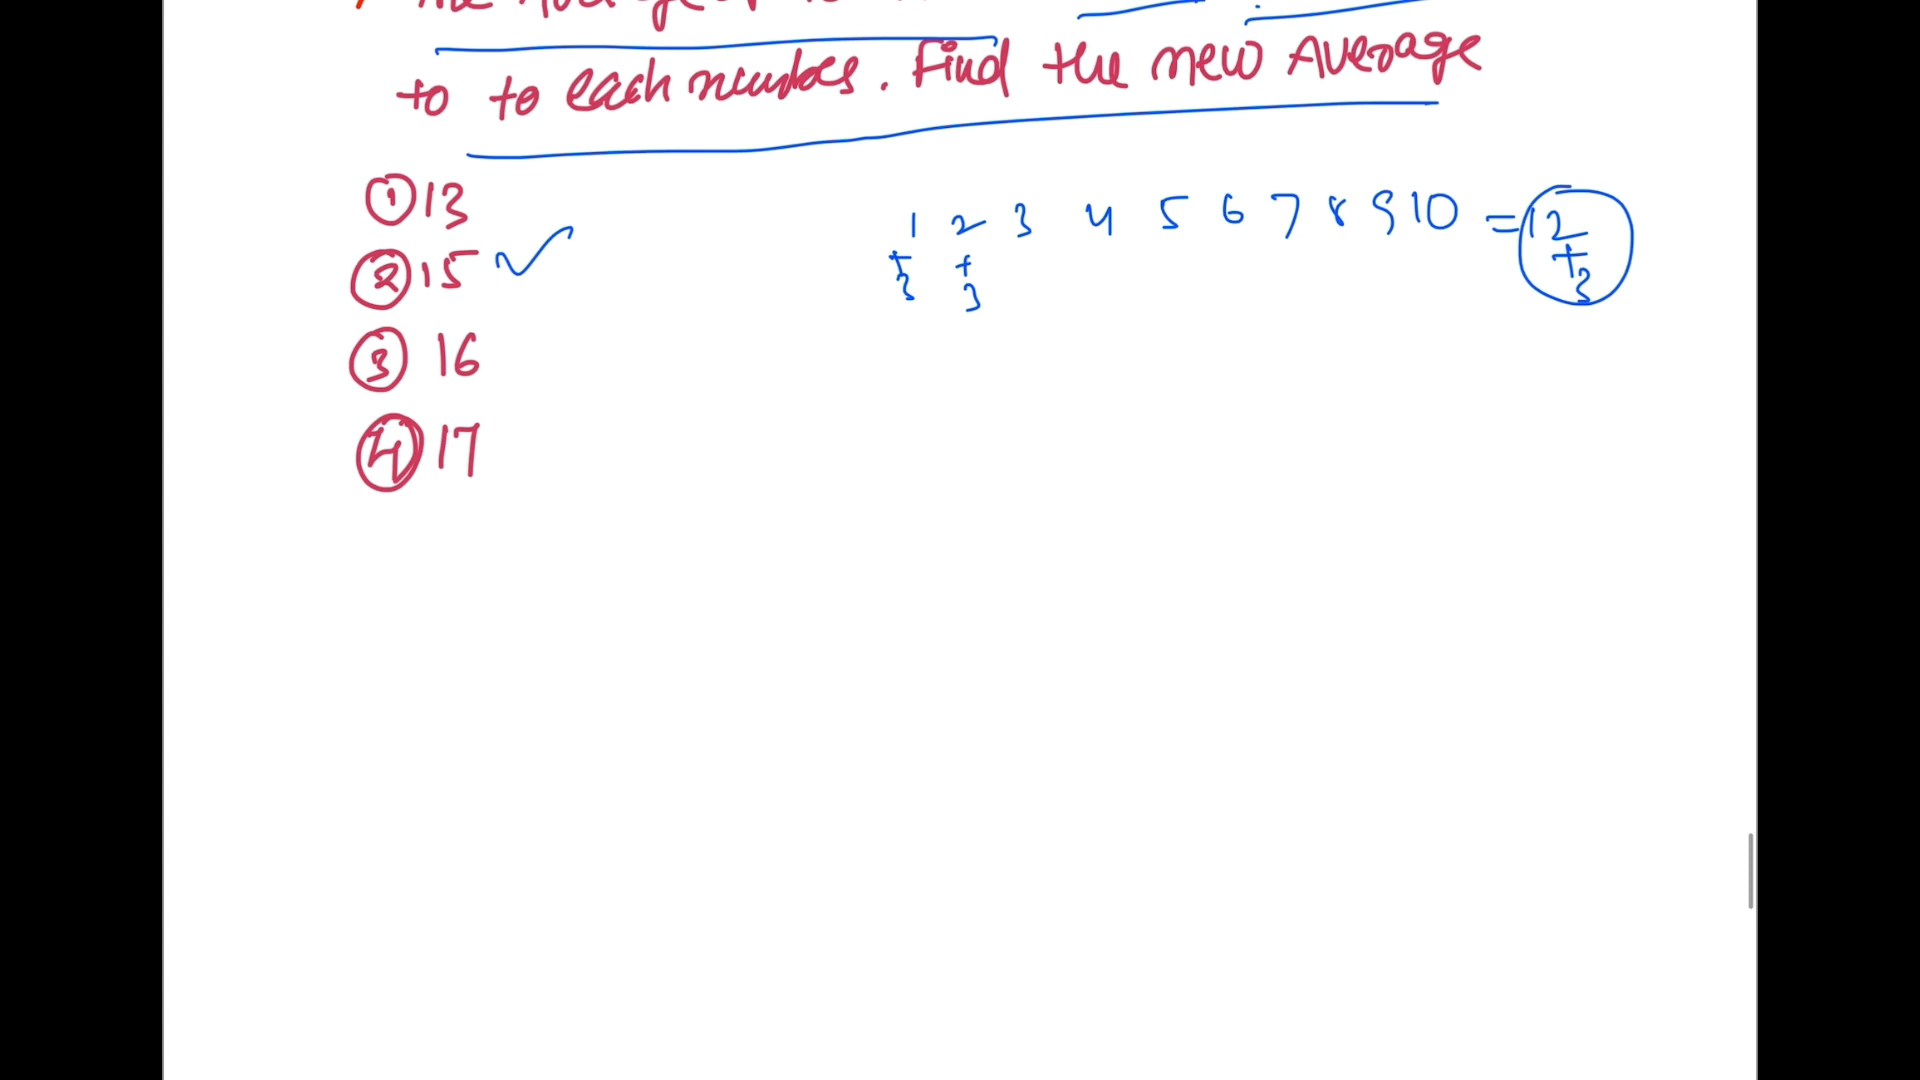 to to each number. Find the new Average
① 13
② 15 ✓
③ 16
④ 17
1 2 3 4 5 6 7 8 9 10 = 12
+ + +
3 3 3